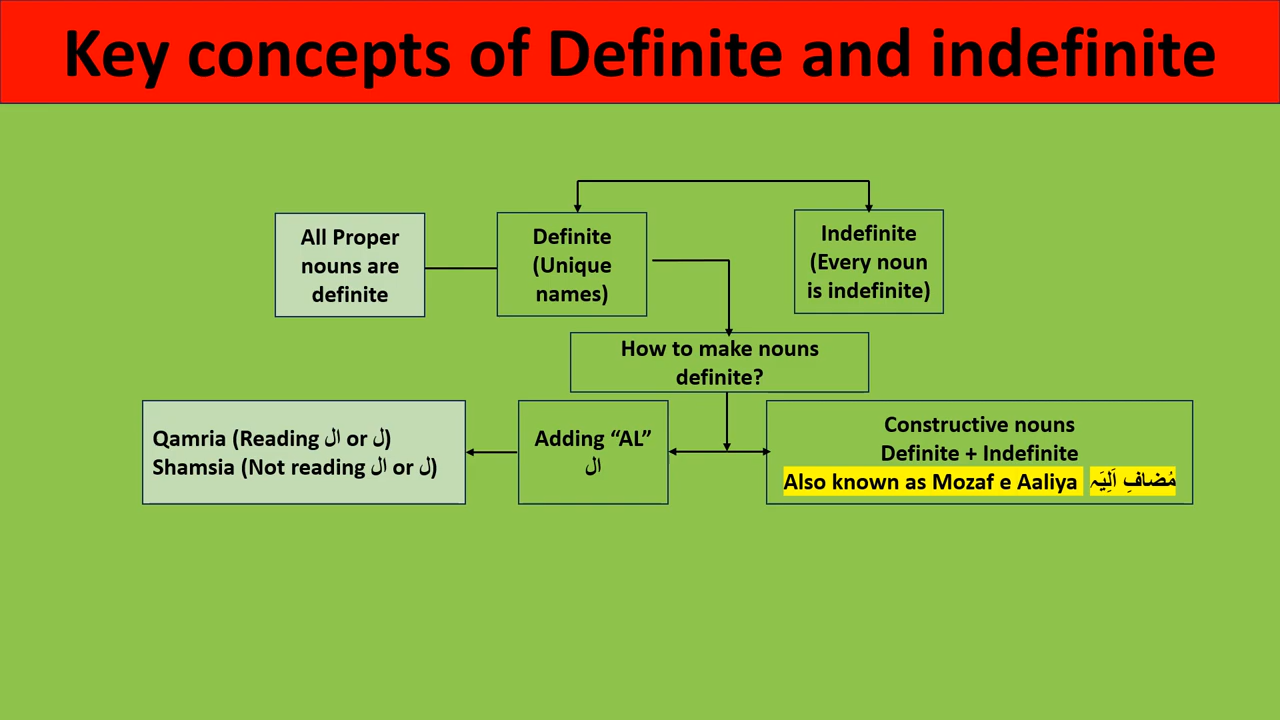 Key concepts of Definite and indefinite
All Proper
nouns are
definite
Definite
(Unique
names)
Indefinite
(Every noun
is indefinite)
How to make nouns
definite?
Qamria (Reading ال or ل)
Shamsia (Not reading ال or ل)
Adding “AL”
ال
Constructive nouns
Definite + Indefinite
Also known as Mozaf e Aaliya مُضافِ اَلِیَہ